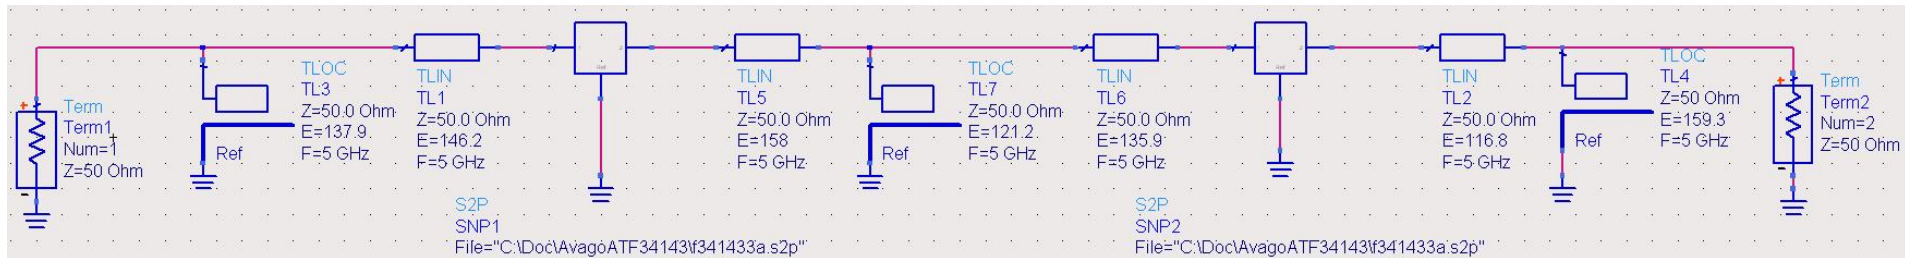 Term
Term1
Num=1
Z=50 Ohm
TLOC
TL3
Z=50.0 Ohm
E=137.9
F=5 GHz
Ref
TLIN
TL1
Z=50.0 Ohm
E=146.2
F=5 GHz
Ref
S2P
SNP1
File="C:\Doc\AvagoATF34143\f341433a.s2p"
TLIN
TL5
Z=50.0 Ohm
E=158
F=5 GHz
TLOC
TL7
Z=50.0 Ohm
E=121.2
F=5 GHz
Ref
TLIN
TL6
Z=50.0 Ohm
E=135.9
F=5 GHz
Ref
S2P
SNP2
File="C:\Doc\AvagoATF34143\f341433a.s2p"
TLIN
TL2
Z=50.0 Ohm
E=116.8
F=5 GHz
TLOC
TL4
Z=50 Ohm
E=159.3
F=5 GHz
Ref
Term
Term2
Num=2
Z=50 Ohm